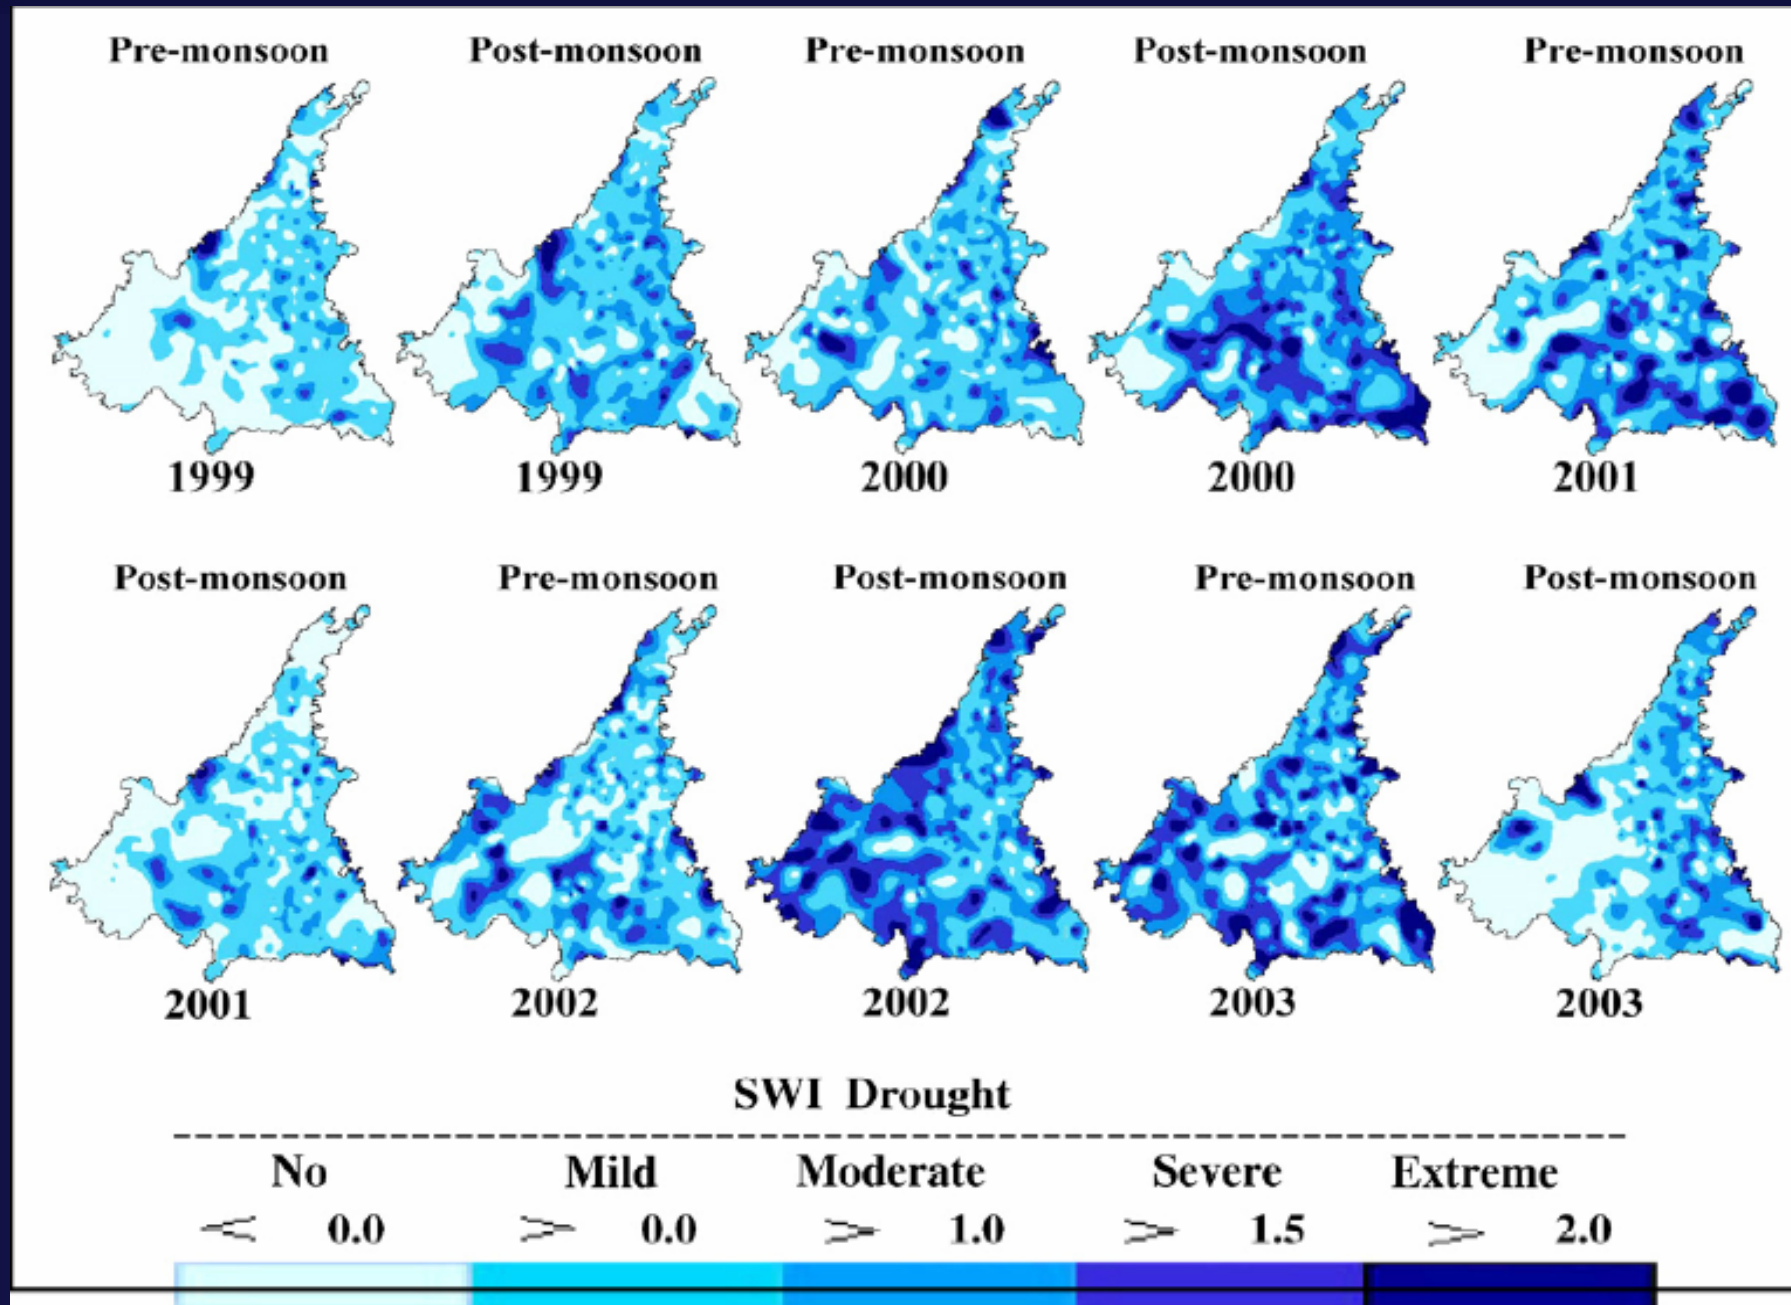 Pre-monsoon Post-monsoon Pre-monsoon Post-monsoon Pre-monsoon
1999 1999 2000 2000 2001
Post-monsoon Pre-monsoon Post-monsoon Pre-monsoon Post-monsoon
2001 2002 2002 2003 2003
SWI Drought
No Mild Moderate Severe Extreme
< 0.0 > 0.0 > 1.0 > 1.5 > 2.0